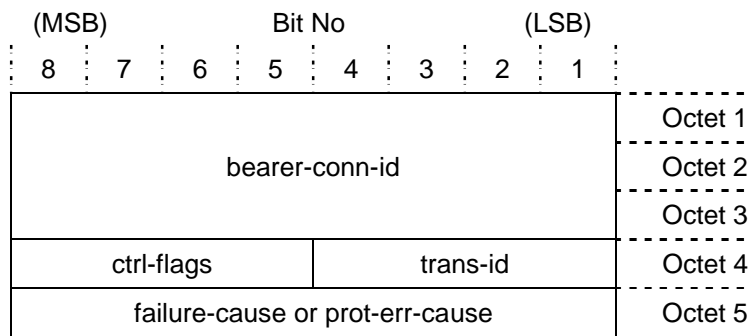 (MSB) Bit No (LSB)
8 7 6 5 4 3 2 1
Octet 1
bearer-conn-id Octet 2
Octet 3
ctrl-flags trans-id Octet 4
failure-cause or prot-err-cause Octet 5